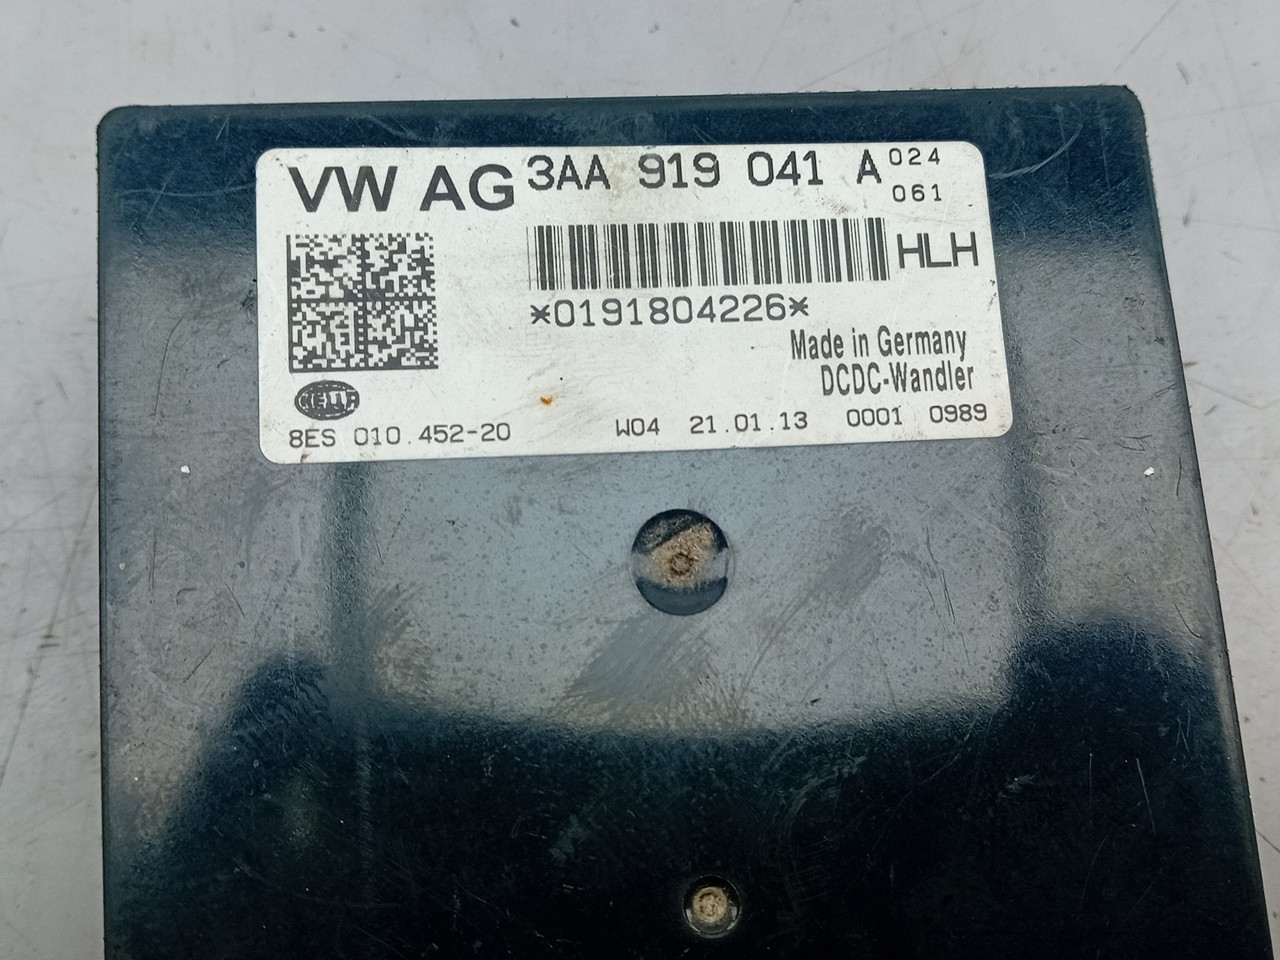 VW AG 3AA 919 041 A 024
061
HLH
*0191804226*
Made in Germany
DCDC-Wandler
HELLA
8ES 010.452-20 W04 21.01.13 0001 0989